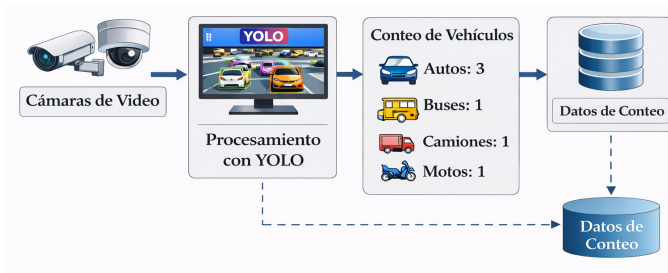 Cámaras de Video
YOLO
Procesamiento
con YOLO
Conteo de Vehículos
Autos: 3
Buses: 1
Camiones: 1
Motos: 1
Datos de Conteo
Datos de
Conteo